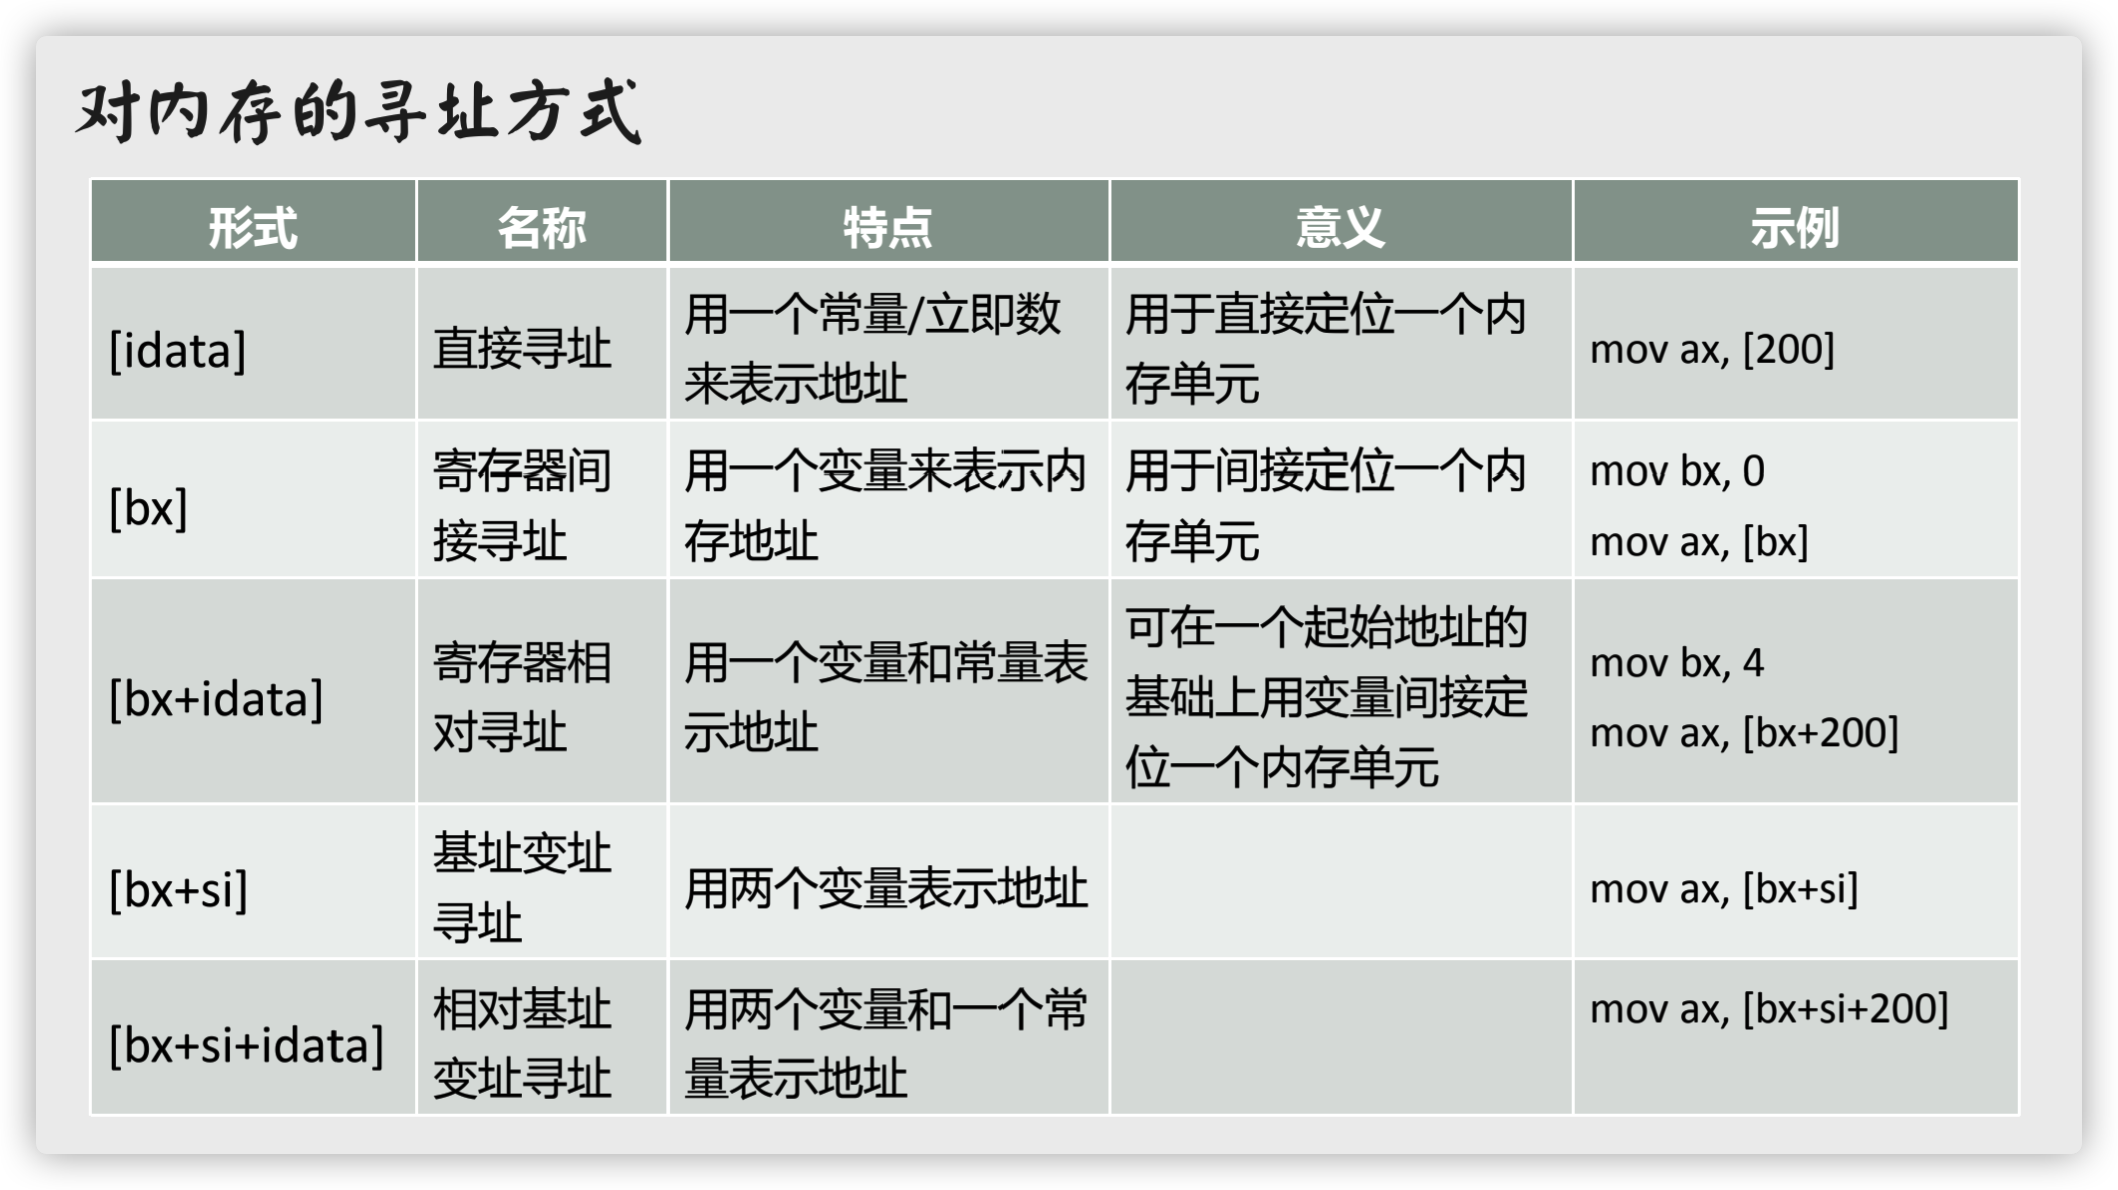 对内存的寻址方式
形式 名称 特点 意义 示例
[idata]
直接寻址
用一个常量/立即数
来表示地址
用于直接定位一个内
存单元
mov ax, [200]
[bx]
寄存器间
接寻址
用一个变量来表示内
存地址
用于间接定位一个内
存单元
mov bx, 0
mov ax, [bx]
[bx+idata]
寄存器相
对寻址
用一个变量和常量表
示地址
可在一个起始地址的
基础上用变量间接定
位一个内存单元
mov bx, 4
mov ax, [bx+200]
[bx+si]
基址变址
寻址
用两个变量表示地址
mov ax, [bx+si]
[bx+si+idata]
相对基址
变址寻址
用两个变量和一个常
量表示地址
mov ax, [bx+si+200]